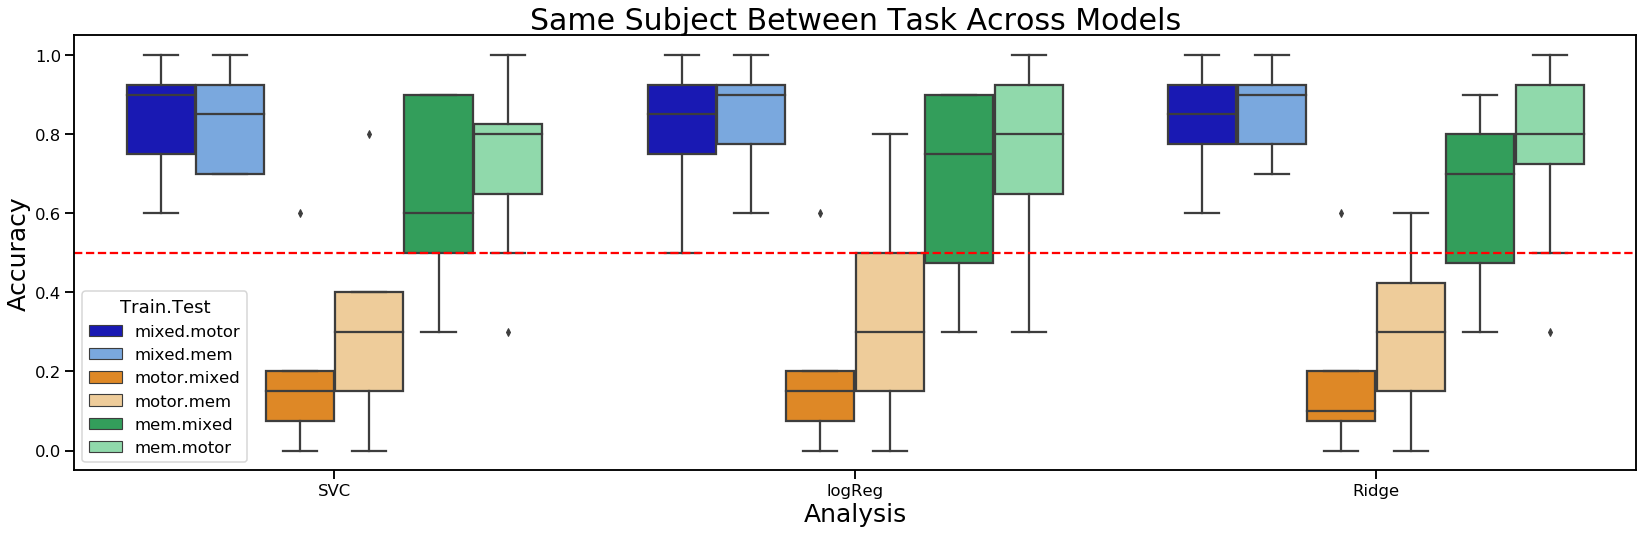 Same Subject Between Task Across Models
Accuracy
1.0
0.8
0.6
0.4
0.2
0.0
Train.Test
mixed.motor
mixed.mem
motor.mixed
motor.mem
mem.mixed
mem.motor
SVC logReg Ridge
Analysis